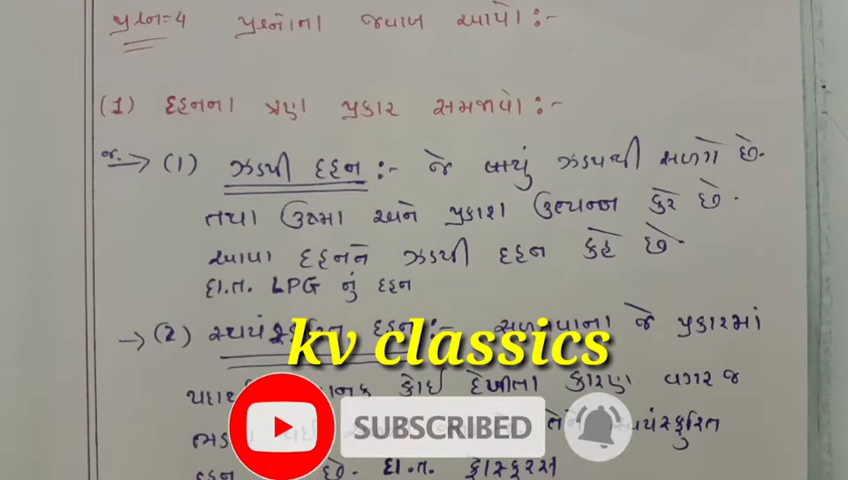 પ્રશ્ન=4 પ્રશ્નોના જવાબ આપો:-
(1) દહનના ત્રણ પ્રકાર સમજાવો:-
જ. → (1) ઝડપી દહન :- જે વાયુ ઝડપથી સળગે છે.
તથા ઉષ્મા અને પ્રકાશ ઉત્પન્ન કરે છે.
આવા દહનને ઝડપી દહન કહે છે.
દા.ત. LPG નું દહન
→ (2) સ્વયંસ્ફુરિત દહન:- સળગવાના જે પ્રકારમાં
kv classics
કોઈ દેખીતા કારણ વગર જ
SUBSCRIBED
સ્વયંસ્ફુરિત
દહન છે. દા.ત. ફોસ્ફરસ